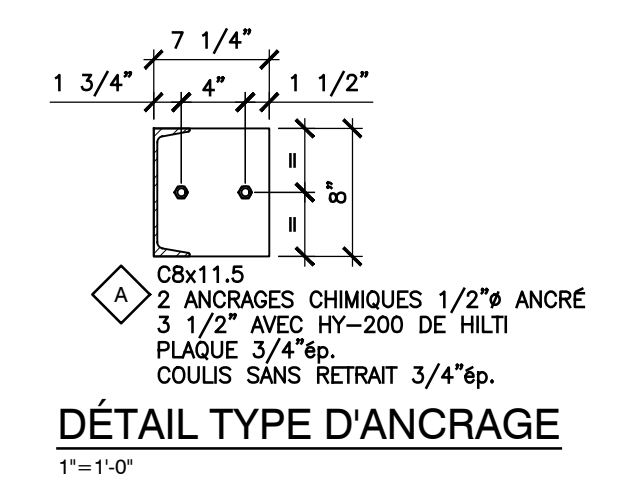 7 1/4"
1 3/4" 4" 1 1/2"
=
8"
=
A
C8x11.5
2 ANCRAGES CHIMIQUES 1/2"ø ANCRÉ
3 1/2" AVEC HY-200 DE HILTI
PLAQUE 3/4"ép.
COULIS SANS RETRAIT 3/4"ép.
DÉTAIL TYPE D'ANCRAGE
1"=1'-0"